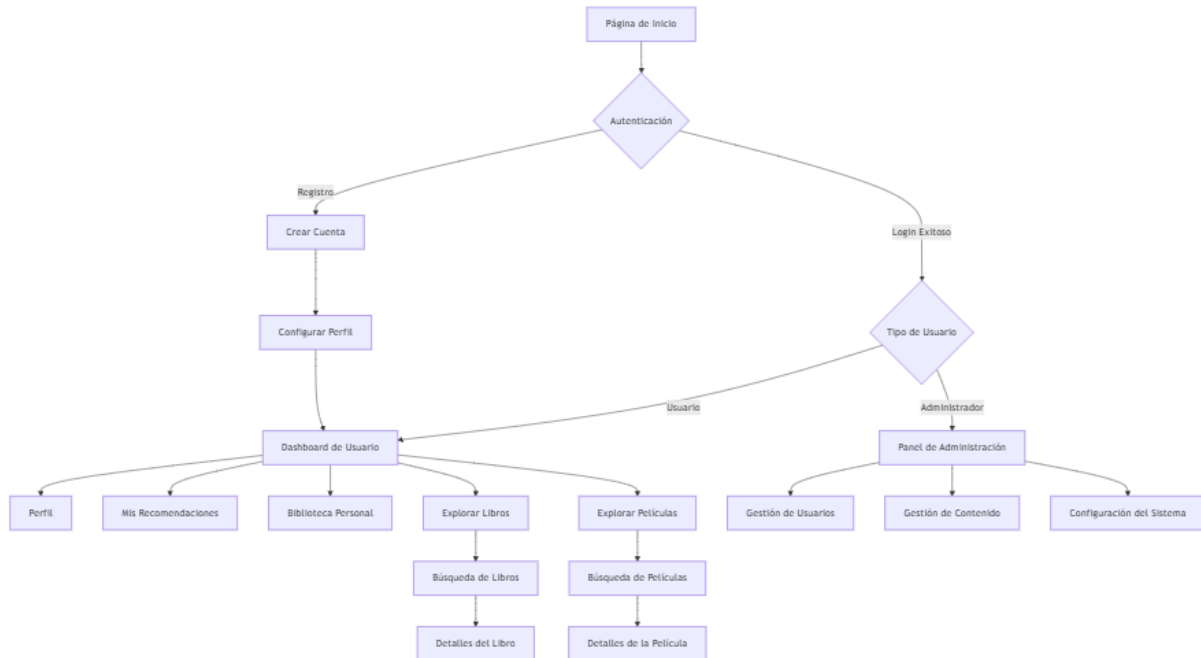 Página de Inicio
Autenticación
Registro
Crear Cuenta
Login Exitoso
Configurar Perfil
Tipo de Usuario
Usuario
Administrador
Dashboard de Usuario
Panel de Administración
Perfil
Mis Recomendaciones
Biblioteca Personal
Explorar Libros
Explorar Películas
Gestión de Usuarios
Gestión de Contenido
Configuración del Sistema
Búsqueda de Libros
Búsqueda de Películas
Detalles del Libro
Detalles de la Película